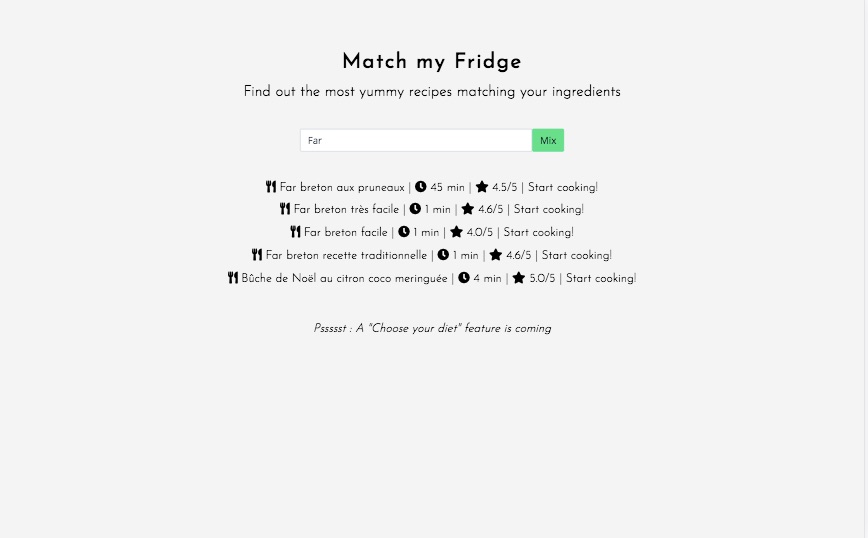 Match my Fridge
Find out the most yummy recipes matching your ingredients
Far Mix
Far breton aux pruneaux | 45 min | 4.5/5 | Start cooking!
Far breton très facile | 1 min | 4.6/5 | Start cooking!
Far breton facile | 1 min | 4.0/5 | Start cooking!
Far breton recette traditionnelle | 1 min | 4.6/5 | Start cooking!
Bûche de Noël au citron coco meringuée | 4 min | 5.0/5 | Start cooking!
Pssssst : A "Choose your diet" feature is coming